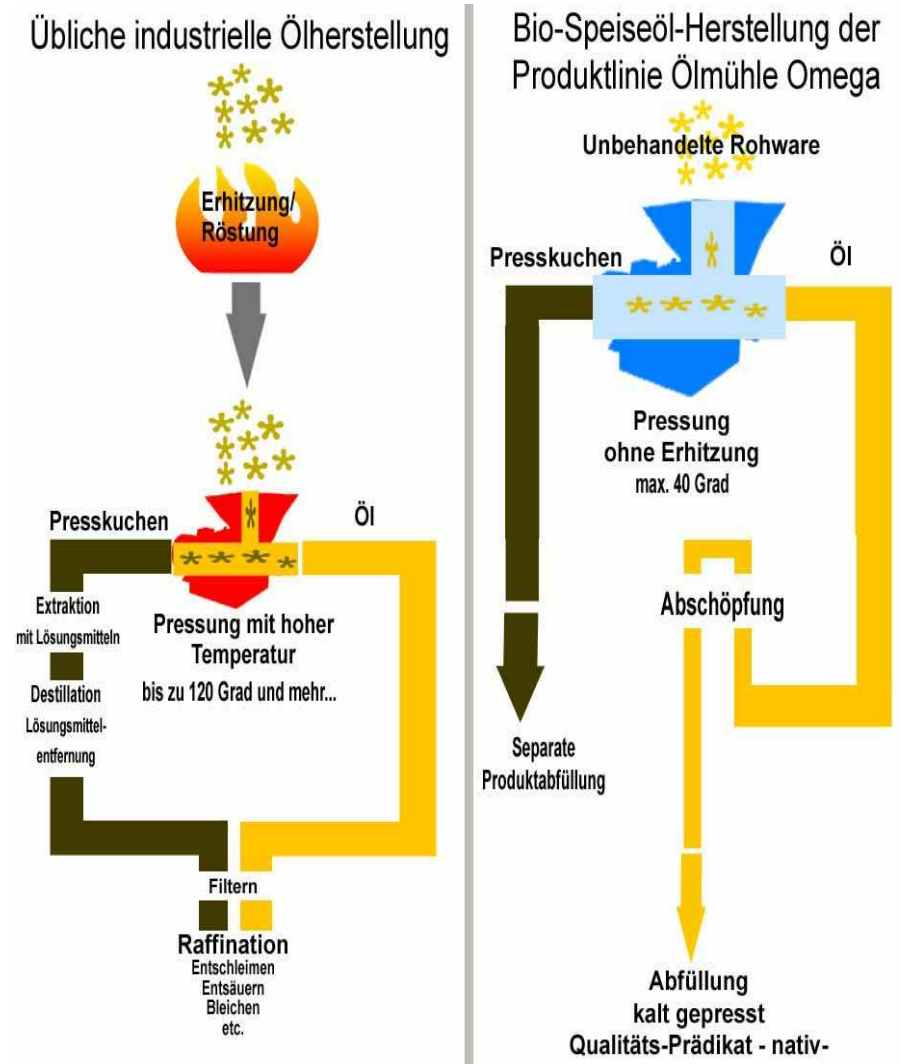 Übliche industrielle Ölherstellung
Erhitzung/
Röstung
Presskuchen
Öl
Extraktion
mit Lösungsmitteln
Destillation
Lösungsmittel-
entfernung
Pressung mit hoher
Temperatur
bis zu 120 Grad und mehr...
Filtern
Raffination
Entschleimen
Entsäuern
Bleichen
etc.
Bio-Speiseöl-Herstellung der
Produktlinie Ölmühle Omega
Unbehandelte Rohware
Presskuchen
Öl
Pressung
ohne Erhitzung
max. 40 Grad
Abschöpfung
Separate
Produktabfüllung
Abfüllung
kalt gepresst
Qualitäts-Prädikat - nativ-